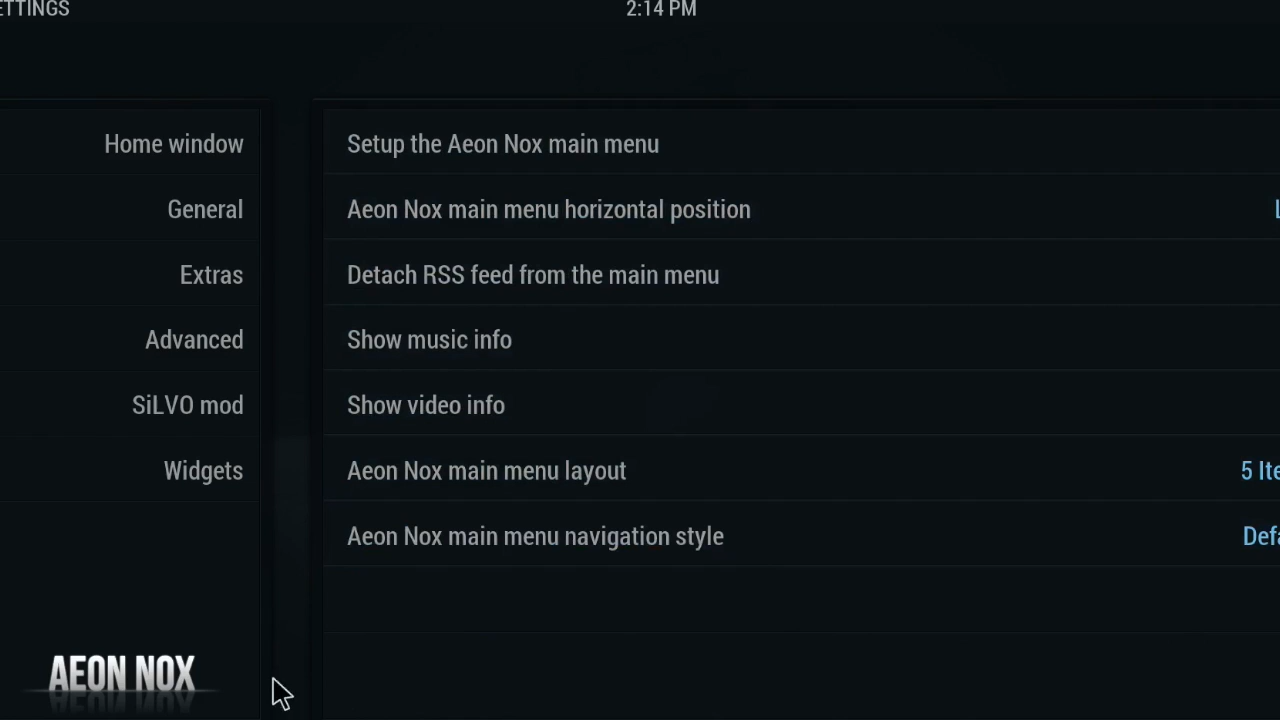 ETTINGS
2:14 PM
Home window
General
Extras
Advanced
SiLVO mod
Widgets
Setup the Aeon Nox main menu
Aeon Nox main menu horizontal position
Detach RSS feed from the main menu
Show music info
Show video info
Aeon Nox main menu layout
5 Ite
Aeon Nox main menu navigation style
Defa
AEON NOX